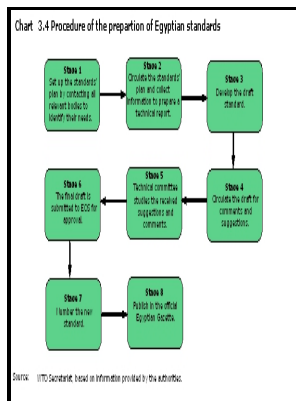 Chart 3.4 Procedure of the prepartion of Egyptian standards
Stage 1
Set up the standards'
plan by contacting all
relevant bodies to
identify their needs.
Stage 2
Circulate the standards'
plan and collect
information to prepare a
technical report.
Stage 3
Develop the draft
standard.
Stage 4
Circulate the draft for
comments and
suggestions.
Stage 5
Technical committee
studies the received
suggestions and
comments.
Stage 6
The final draft is
submitted to EOS for
approval.
Stage 7
Number the new
standard.
Stage 8
Publish in the official
Egyptian Gazette.
Source: WTO Secretariat, based on information provided by the authorities.